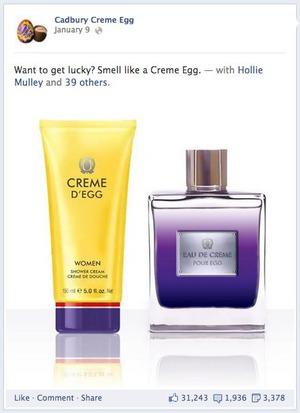 Cadbury Creme Egg
January 9
Want to get lucky? Smell like a Creme Egg. — with Hollie
Mulley and 39 others.
CREME
D'EGG
WOMEN
SHOWER CREAM
CRÈME DE DOUCHE
150 ml e 5.0 fl oz. Net
EAU DE CREME
POUR EGO
Like · Comment · Share
31,243
1,936
3,378